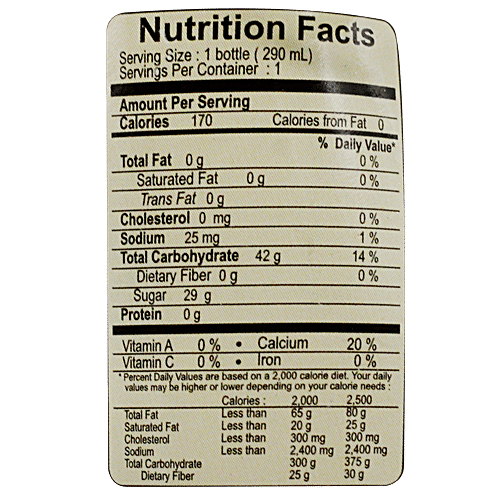 Nutrition Facts
Serving Size : 1 bottle ( 290 mL)
Servings Per Container : 1
Amount Per Serving
Calories 170 Calories from Fat 0
% Daily Value*
Total Fat 0 g 0 %
Saturated Fat 0 g 0 %
Trans Fat 0 g
Cholesterol 0 mg 0 %
Sodium 25 mg 1 %
Total Carbohydrate 42 g 14 %
Dietary Fiber 0 g 0 %
Sugar 29 g
Protein 0 g
Vitamin A 0 % • Calcium 20 %
Vitamin C 0 % • Iron 0 %
* Percent Daily Values are based on a 2,000 calorie diet. Your daily
values may be higher or lower depending on your calorie needs :
Calories : 2,000 2,500
Total Fat Less than 65 g 80 g
Saturated Fat Less than 20 g 25 g
Cholesterol Less than 300 mg 300 mg
Sodium Less than 2,400 mg 2,400 mg
Total Carbohydrate 300 g 375 g
Dietary Fiber 25 g 30 g